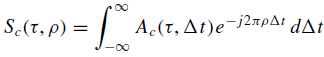 S_c(τ, ρ) = ∫_{-∞}^{∞} A_c(τ, Δt)e^{-j2πρΔt} dΔt